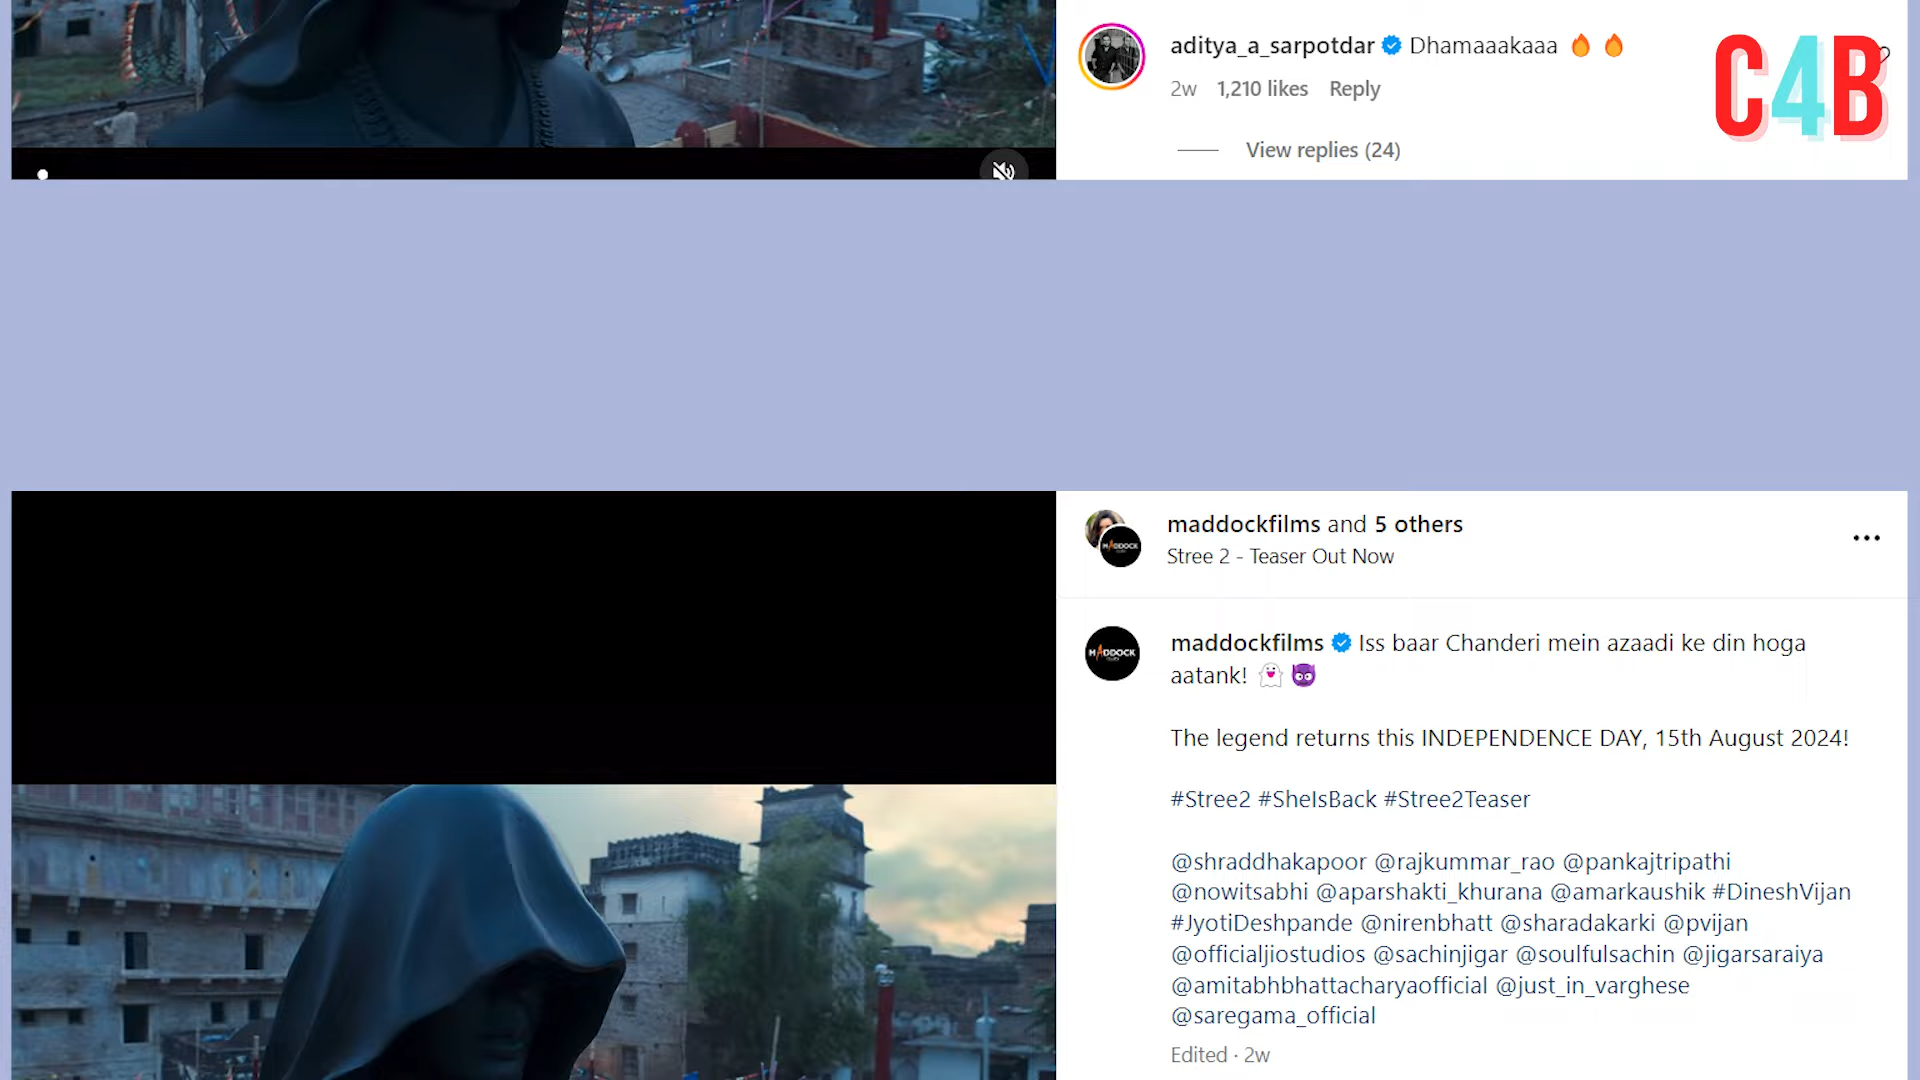 aditya_a_sarpotdar Dhamaaakaaa 🔥 🔥
2w 1,210 likes Reply
View replies (24)
C4B
maddockfilms and 5 others
Stree 2 - Teaser Out Now
MADDOCK
maddockfilms Iss baar Chanderi mein azaadi ke din hoga
aatank! 👻 👿
The legend returns this INDEPENDENCE DAY, 15th August 2024!
#Stree2 #SheIsBack #Stree2Teaser
@shraddhakapoor @rajkummar_rao @pankajtripathi
@nowitsabhi @aparshakti_khurana @amarkaushik #DineshVijan
#JyotiDeshpande @nirenbhatt @sharadakarki @pvijan
@officialjiostudios @sachinjigar @soulfulsachin @jigarsaraiya
@amitabhbhattacharyaofficial @just_in_varghese
@saregama_official
Edited · 2w